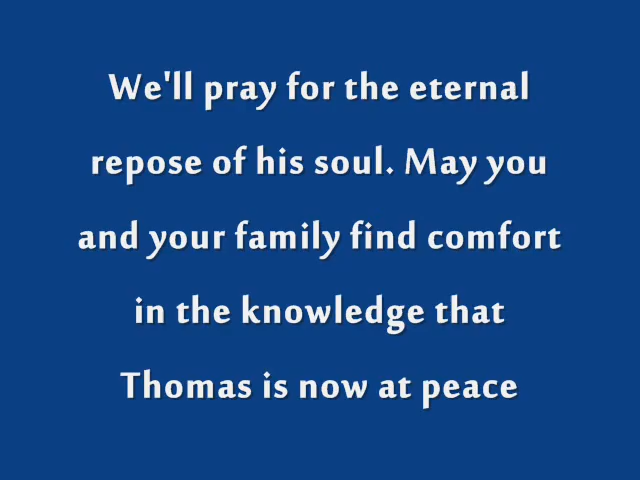 We'll pray for the eternal
repose of his soul. May you
and your family find comfort
in the knowledge that
Thomas is now at peace